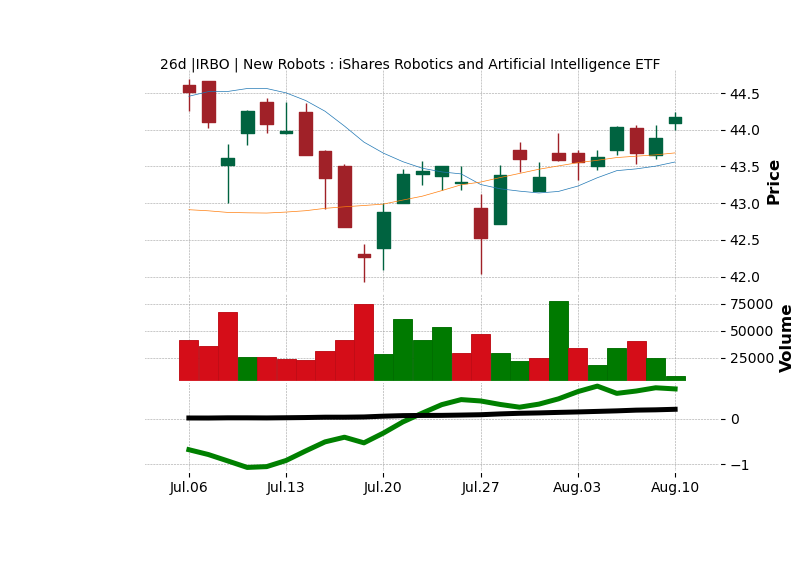 26d |IRBO | New Robots : iShares Robotics and Artificial Intelligence ETF
44.5
44.0
43.5
43.0
42.5
42.0
Price
75000
50000
25000
Volume
0
−1
Jul.06 Jul.13 Jul.20 Jul.27 Aug.03 Aug.10